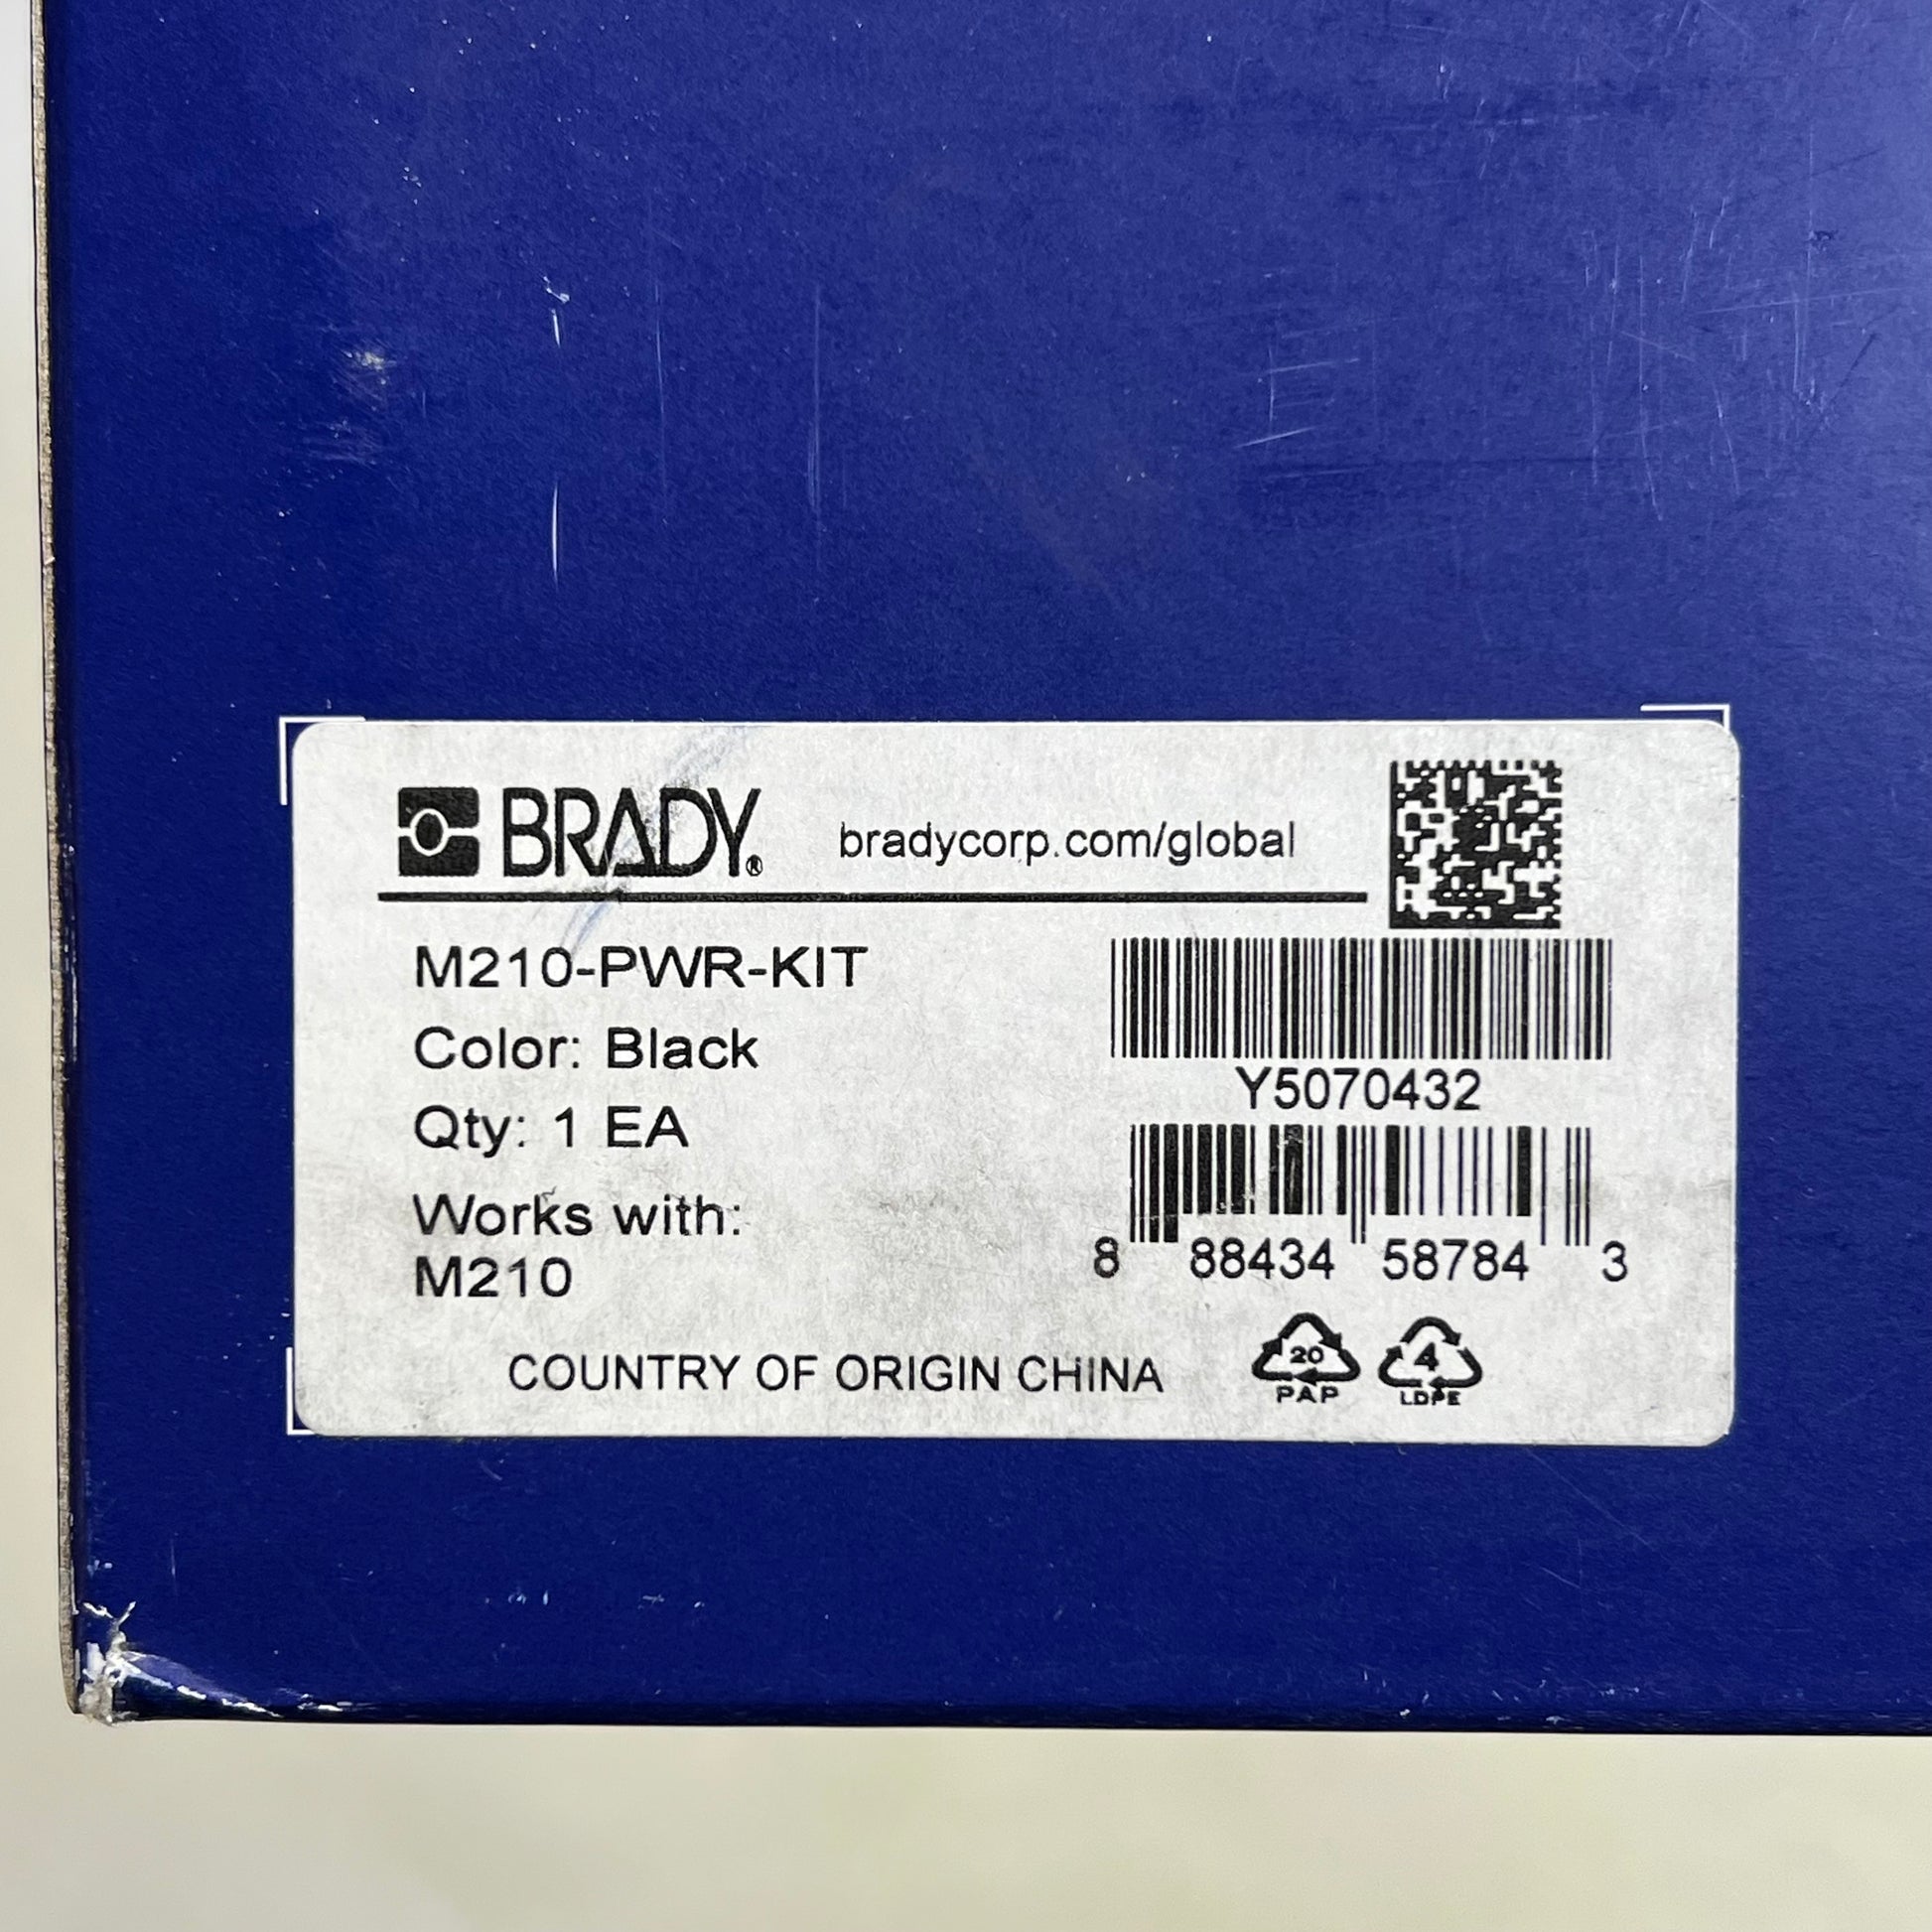 BRADY®
bradycorp.com/global
M210-PWR-KIT
Color: Black
Qty: 1 EA
Works with:
M210
Y5070432
8 88434 58784 3
COUNTRY OF ORIGIN CHINA
20
PAP
4
LDPE